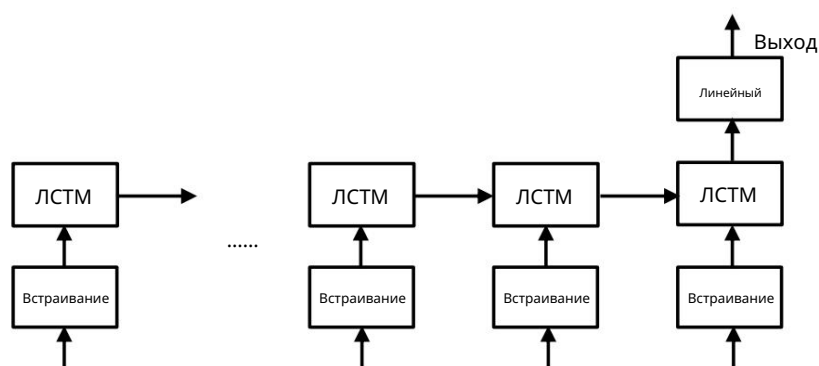 Выход
Линейный
ЛСТМ
ЛСТМ
ЛСТМ
ЛСТМ
......
Встраивание
Встраивание
Встраивание
Встраивание